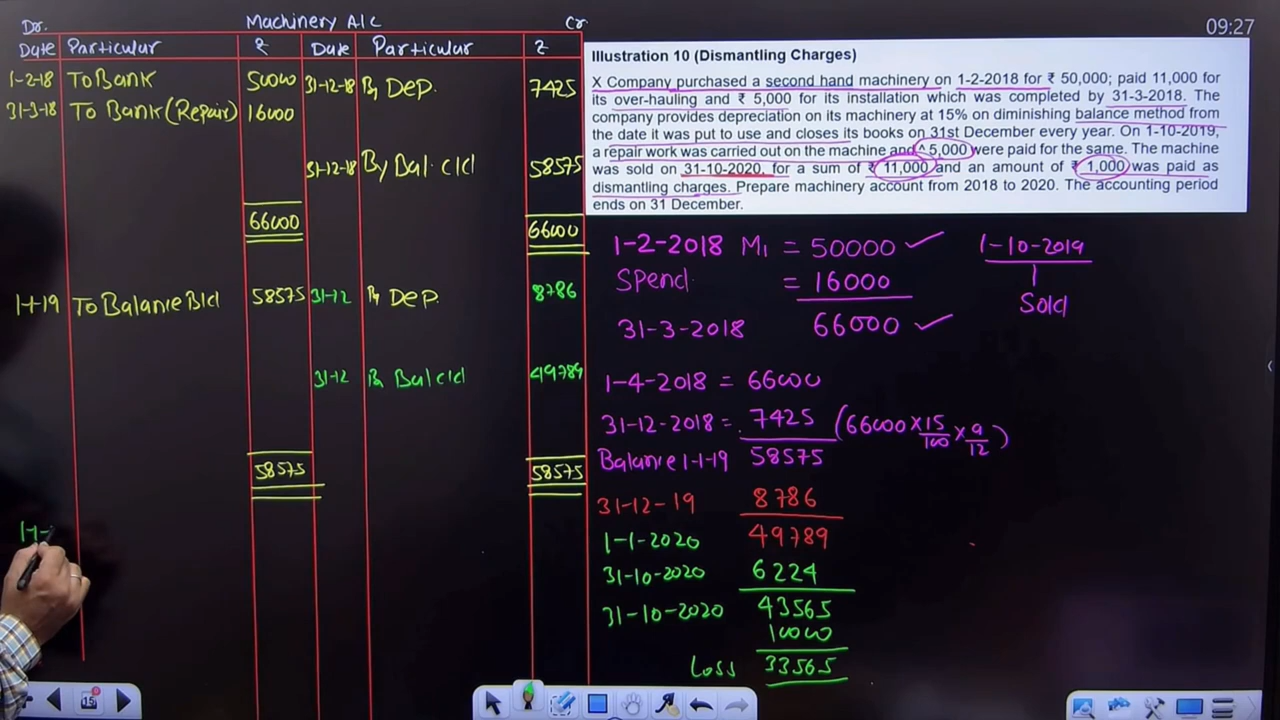 09:27
Dr. Machinery A/c Cr
Date Particular ₹ Date Particular ₹
1-2-18 To Bank 50000 31-12-18 By Dep. 7425
31-3-18 To Bank (Repair) 16000
31-12-18 By Bal. c/d 58575
66000 66000
1-1-19 To Balance B/d 58575 31-12 By Dep. 8786
31-12 By Bal c/d 49789
58575 58575
1-1-
Illustration 10 (Dismantling Charges)
X Company purchased a second hand machinery on 1-2-2018 for ₹ 50,000; paid 11,000 for
its over-hauling and ₹ 5,000 for its installation which was completed by 31-3-2018. The
company provides depreciation on its machinery at 15% on diminishing balance method from
the date it was put to use and closes its books on 31st December every year. On 1-10-2019,
a repair work was carried out on the machine and ^ 5,000 were paid for the same. The machine
was sold on 31-10-2020, for a sum of ₹ 11,000 and an amount of ₹ 1,000 was paid as
dismantling charges. Prepare machinery account from 2018 to 2020. The accounting period
ends on 31 December.
1-2-2018 M1 = 50000 ✓
Spend = 16000
31-3-2018 66000 ✓
1-10-2019
Sold
1-4-2018 = 66000
31-12-2018 = 7425 (66000 × 15/100 × 9/12)
Balance 1-1-19 58575
31-12-19 8786
1-1-2020 49789
31-10-2020 6224
31-10-2020 43565
10000
Loss 33565
15